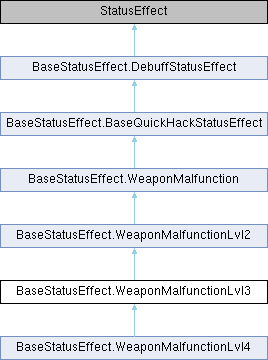 StatusEffect
BaseStatusEffect.DebuffStatusEffect
BaseStatusEffect.BaseQuickHackStatusEffect
BaseStatusEffect.WeaponMalfunction
BaseStatusEffect.WeaponMalfunctionLvl2
BaseStatusEffect.WeaponMalfunctionLvl3
BaseStatusEffect.WeaponMalfunctionLvl4